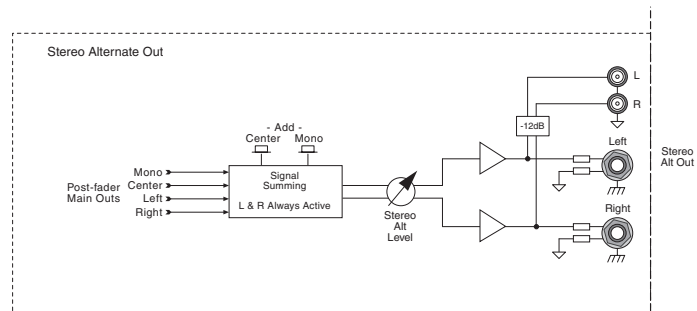 Stereo Alternate Out
- Add -
Center Mono
Mono
Center
Left
Right
Post-fader
Main Outs
Signal
Summing
L & R Always Active
Stereo
Alt
Level
-12dB
L
R
Left
Right
Stereo
Alt Out